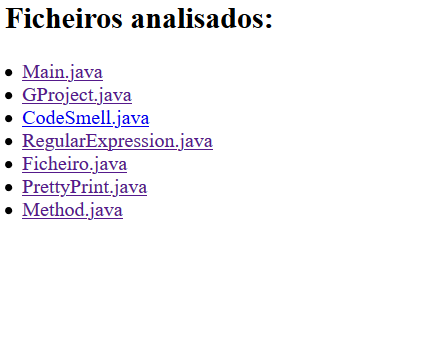 Ficheiros analisados:
Main.java
GProject.java
CodeSmell.java
RegularExpression.java
Ficheiro.java
PrettyPrint.java
Method.java